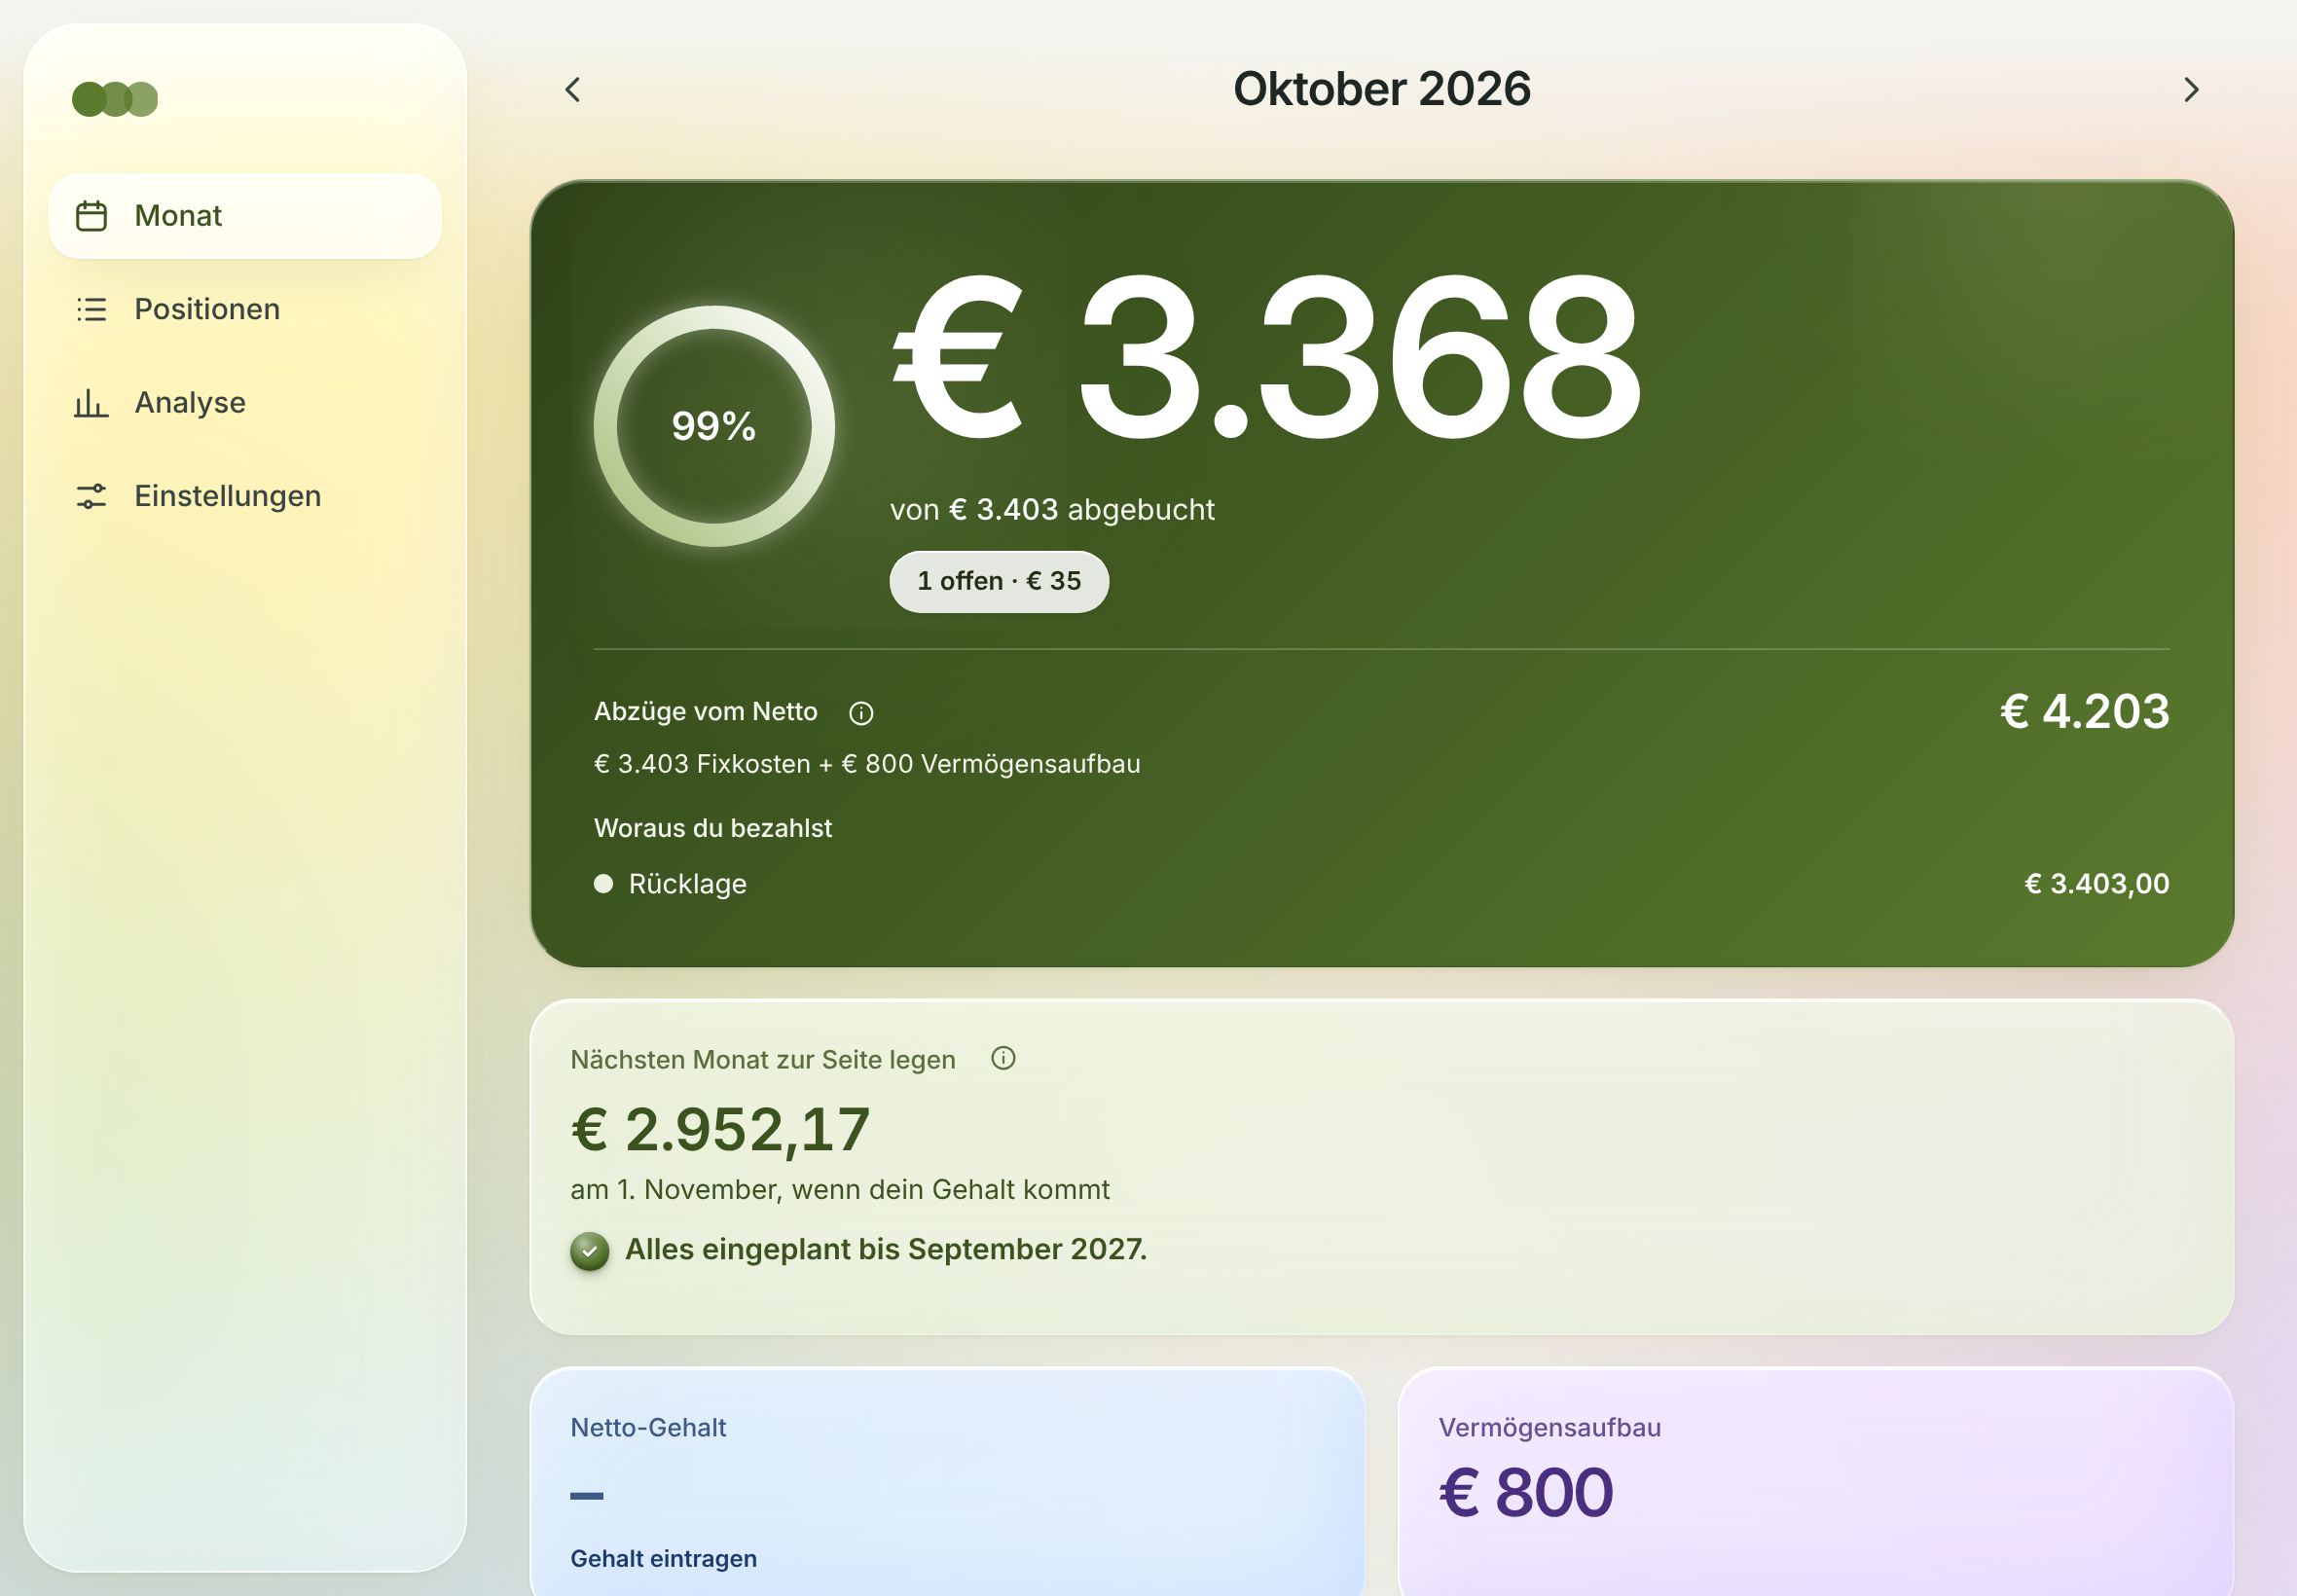 Oktober 2026
Monat
Positionen
Analyse
Einstellungen
99%
€ 3.368
von € 3.403 abgebucht
1 offen · € 35
Abzüge vom Netto
€ 4.203
€ 3.403 Fixkosten + € 800 Vermögensaufbau
Woraus du bezahlst
Rücklage
€ 3.403,00
Nächsten Monat zur Seite legen
€ 2.952,17
am 1. November, wenn dein Gehalt kommt
Alles eingeplant bis September 2027.
Netto-Gehalt
–
Gehalt eintragen
Vermögensaufbau
€ 800